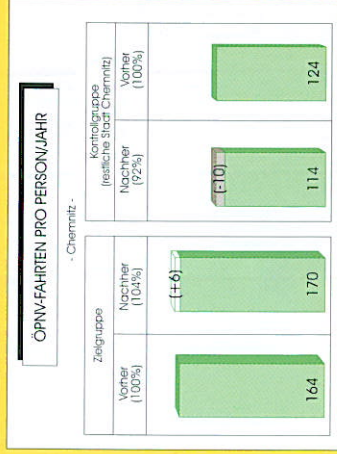 ÖPNV-FAHRTEN PRO PERSON/JAHR
- Chemnitz -
Zielgruppe
Kontrollgruppe
(restliche Stadt Chemnitz)
Vorher
(100%)
Nachher
(104%)
Nachher
(92%)
Vorher
(100%)
(+6)
(-10)
164
170
114
124